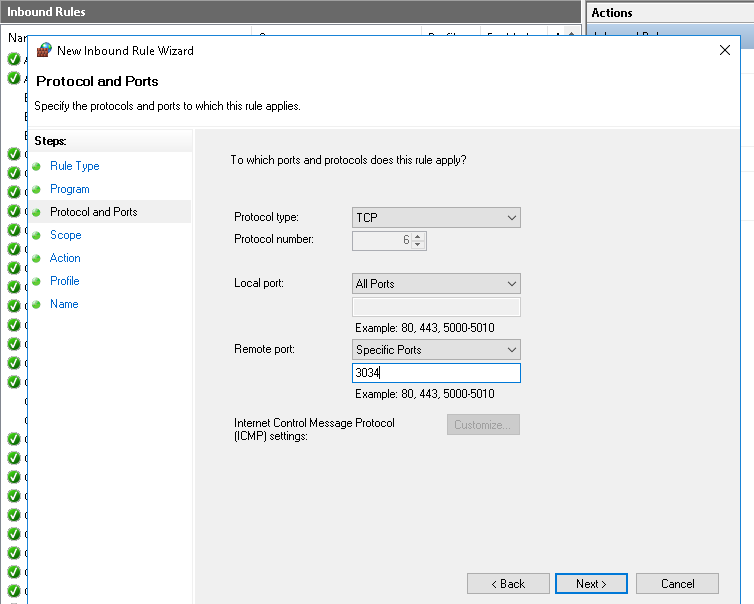 Inbound Rules
Actions
New Inbound Rule Wizard
Protocol and Ports
Specify the protocols and ports to which this rule applies.
Steps:
Rule Type
Program
Protocol and Ports
Scope
Action
Profile
Name
To which ports and protocols does this rule apply?
Protocol type: TCP
Protocol number: 6
Local port: All Ports
Example: 80, 443, 5000-5010
Remote port: Specific Ports
3034
Example: 80, 443, 5000-5010
Internet Control Message Protocol
(ICMP) settings:
Customize...
< Back Next > Cancel